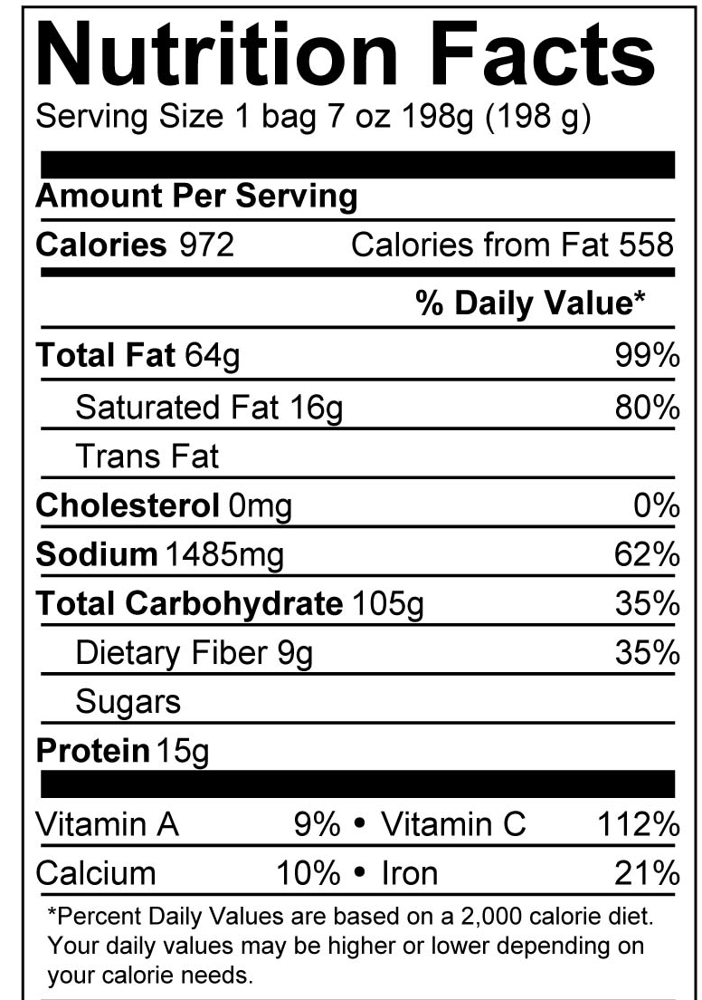 Nutrition Facts
Serving Size 1 bag 7 oz 198g (198 g)
Amount Per Serving
Calories 972 Calories from Fat 558
% Daily Value*
Total Fat 64g 99%
Saturated Fat 16g 80%
Trans Fat
Cholesterol 0mg 0%
Sodium 1485mg 62%
Total Carbohydrate 105g 35%
Dietary Fiber 9g 35%
Sugars
Protein 15g
Vitamin A 9% • Vitamin C 112%
Calcium 10% • Iron 21%
*Percent Daily Values are based on a 2,000 calorie diet.
Your daily values may be higher or lower depending on
your calorie needs.